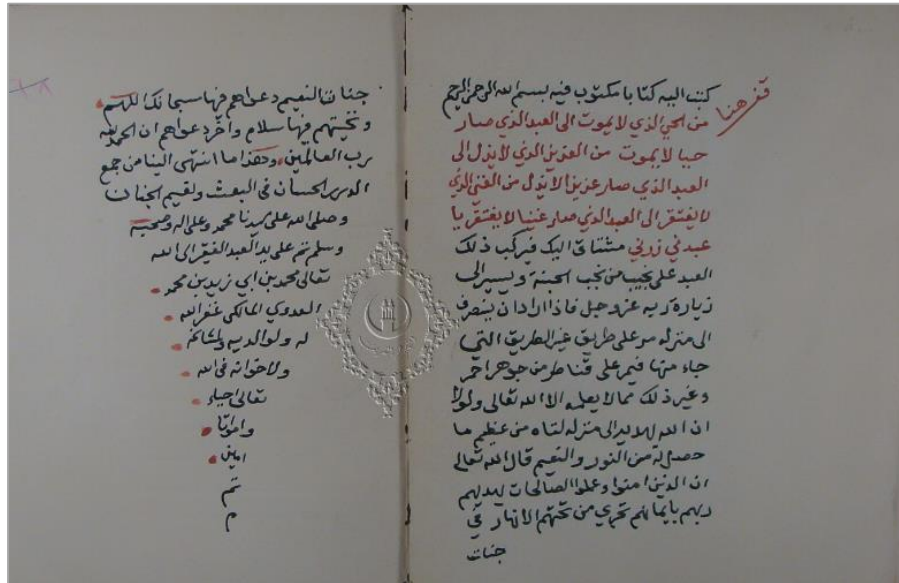 قف هنا
كتب اليه كتابا مكتوب فيه بسم الله الرحمن الرحيم
من الحي الذي لا يموت الى العبد الذي صار
حيا لا يموت من العزيز الذي لا يذل الى
العبد الذي صار عزيزا لا يذل من الغني الذي
لا يفتقر الى العبد الذي صار غنيا لا يفتقر يا
عبدي زرني مشتاق اليك فيركب ذلك
العبد على نجيب من نجب الجنة ويسير الى
زيارة ربه عز وجل فاذا اراد ان ينصرف
الى منزله مر على طريق غير الطريق التي
جاء منها فيمر على قناطر من جوهر احمر
وغير ذلك مما لا يعلمه الا الله تعالى ولولا
ان الله الى منزله لتاه من عظيم ما
حصل له من النور والنعيم قال الله تعالى
ان الذين امنوا وعملوا الصالحات يهديهم
ربهم بايمانهم تجري من تحتهم الانهار في
جنات
جنات النعيم دعواهم فيها سبحانك اللهم
وتحيتهم فيها سلام واخر دعواهم ان الحمد لله
رب العالمين وهذا ما انتهى الينا من جمع
الدرر الحسان في البعث ونعيم الجنان
وصلى الله على سيدنا محمد وعلى اله وصحبه
وسلم تم على يد العبد الفقير الى الله
تعالى محمد بن ابي زيد بن محمد
العدوي المالكي غفر الله
له ولوالديه ولمشايخه
ولاخوانه في الله
تعالى احياء
وامواتا
امين
تم
م